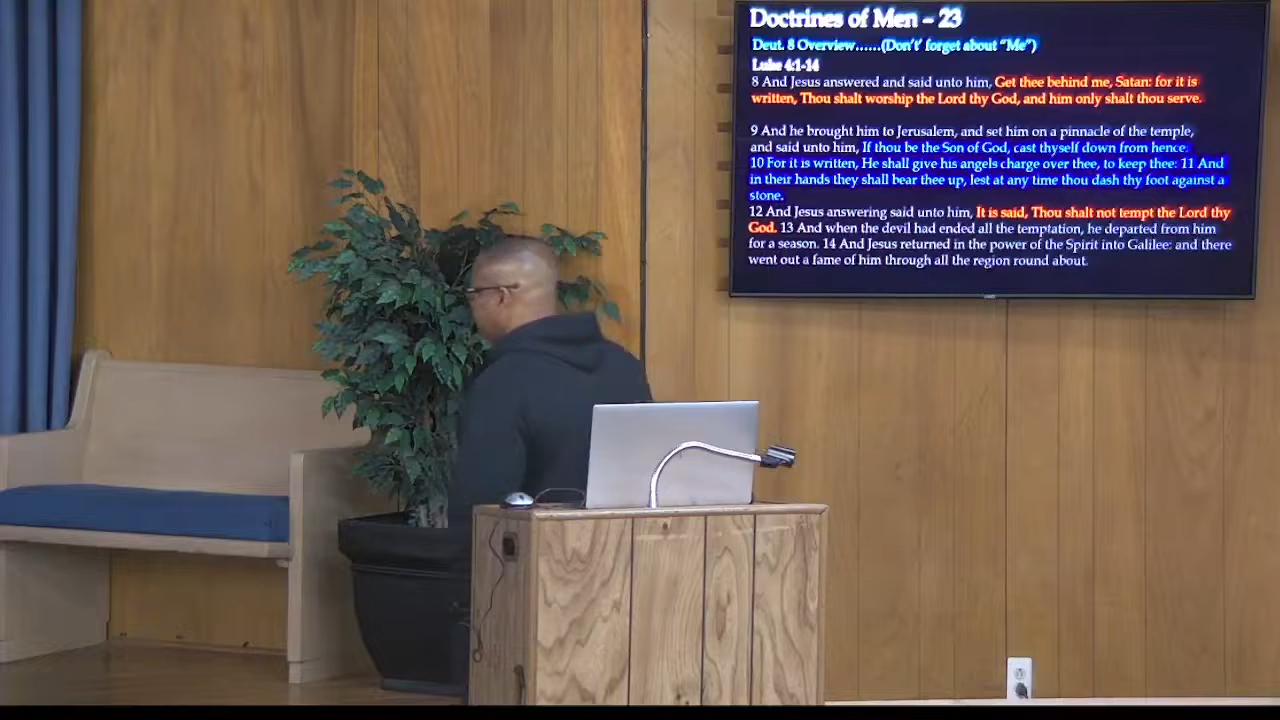 Doctrines of Men – 23
Deut. 8 Overview……(Don't' forget about "Me")
Luke 4:1-14
8 And Jesus answered and said unto him, Get thee behind me, Satan: for it is
written, Thou shalt worship the Lord thy God, and him only shalt thou serve.
9 And he brought him to Jerusalem, and set him on a pinnacle of the temple,
and said unto him, If thou be the Son of God, cast thyself down from hence:
10 For it is written, He shall give his angels charge over thee, to keep thee: 11 And
in their hands they shall bear thee up, lest at any time thou dash thy foot against a
stone.
12 And Jesus answering said unto him, It is said, Thou shalt not tempt the Lord thy
God. 13 And when the devil had ended all the temptation, he departed from him
for a season. 14 And Jesus returned in the power of the Spirit into Galilee: and there
went out a fame of him through all the region round about.